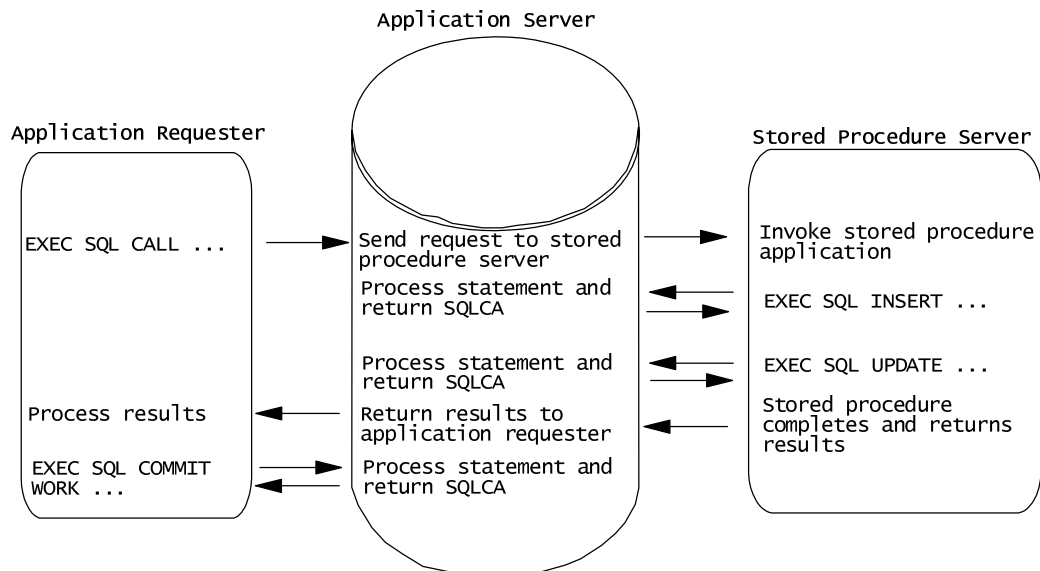 Application Server
Application Requester
Stored Procedure Server
EXEC SQL CALL ...
Send request to stored
procedure server
Invoke stored procedure
application
Process statement and
return SQLCA
EXEC SQL INSERT ...
Process statement and
return SQLCA
EXEC SQL UPDATE ...
Process results
Return results to
application requester
Stored procedure
completes and returns
results
EXEC SQL COMMIT
WORK ...
Process statement and
return SQLCA